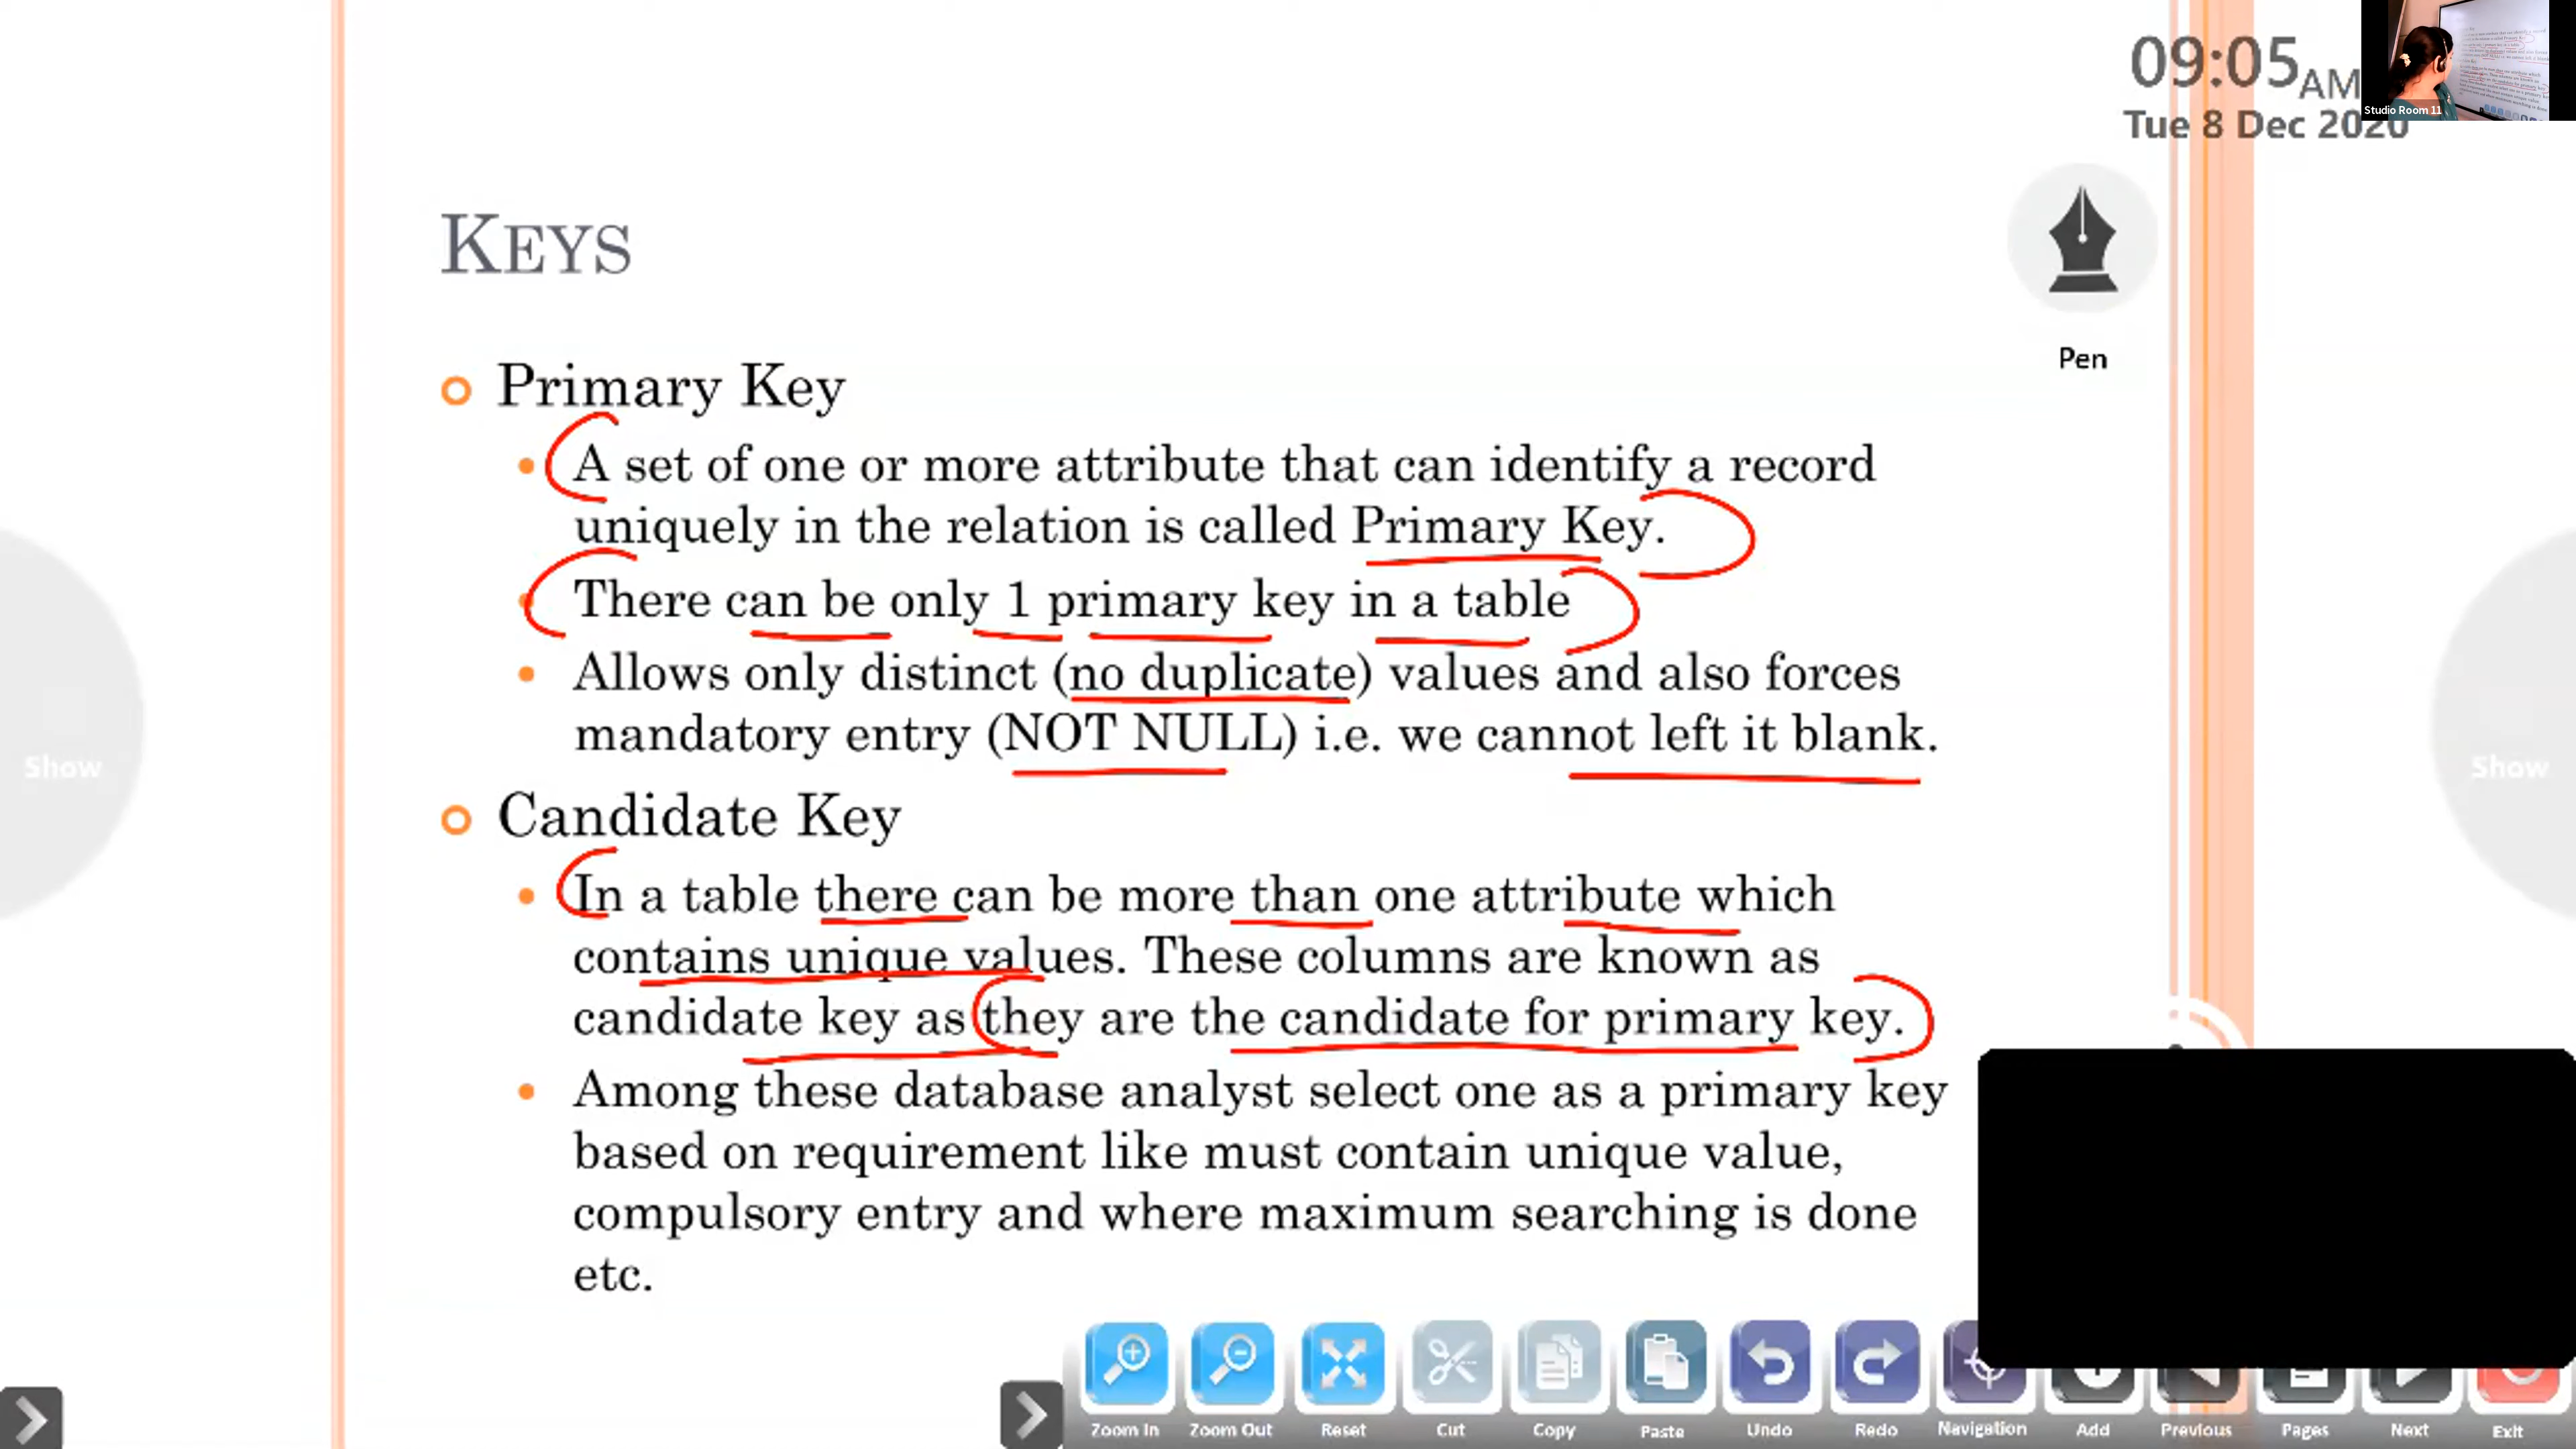 09:05 AM
Studio Room 11
Tue 8 Dec 2020
KEYS
Pen
Primary Key
A set of one or more attribute that can identify a record
uniquely in the relation is called Primary Key.
There can be only 1 primary key in a table
Allows only distinct (no duplicate) values and also forces
mandatory entry (NOT NULL) i.e. we cannot left it blank.
Show
Show
Candidate Key
In a table there can be more than one attribute which
contains unique values. These columns are known as
candidate key as they are the candidate for primary key.
Among these database analyst select one as a primary key
based on requirement like must contain unique value,
compulsory entry and where maximum searching is done
etc.
Zoom In Zoom Out Reset Cut Copy Paste Undo Redo Navigation Add Previous Pages Next Exit